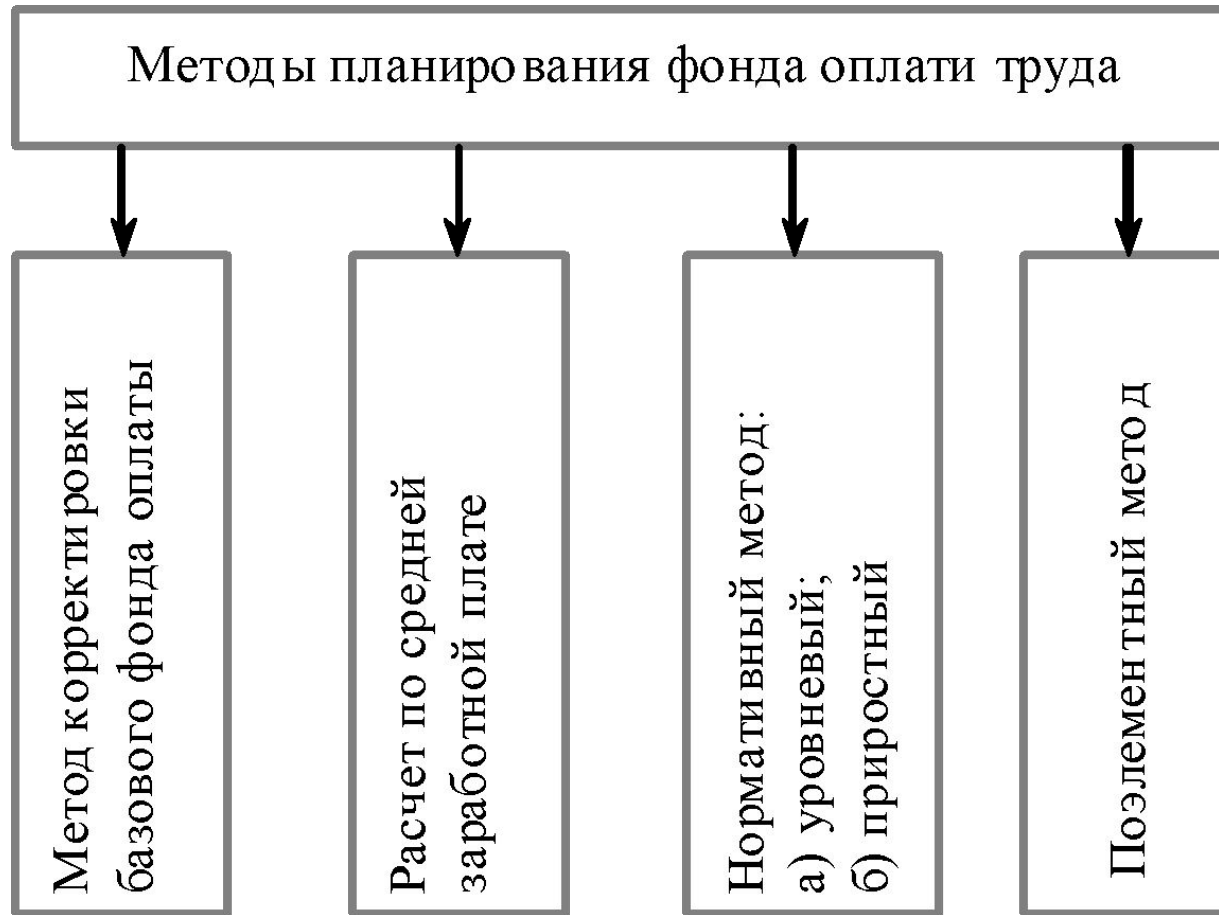 Методы планирования фонда оплати труда
Метод корректировки
базового фонда оплаты
Расчет по средней
заработной плате
Нормативный метод:
а) уровневый;
б) приростный
Поэлементный метод